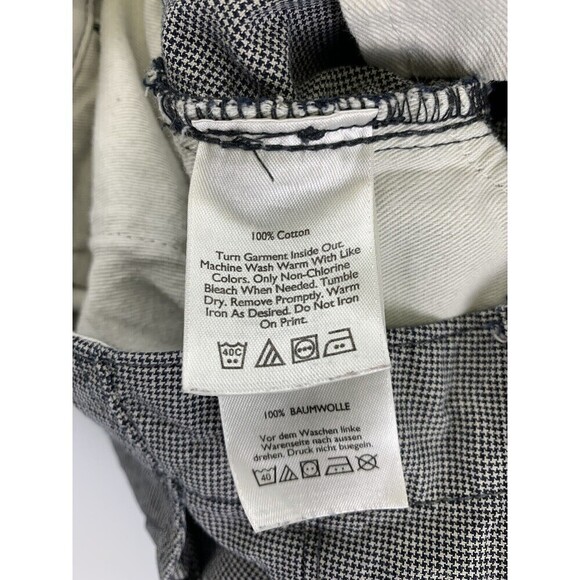 100% Cotton
Turn Garment Inside Out.
Machine Wash Warm With Like
Colors. Only Non-Chlorine
Bleach When Needed. Tumble
Dry. Remove Promptly. Warm
Iron As Desired. Do Not Iron
On Print.
40C
100% BAUMWOLLE
Vor dem Waschen linke
Warenseite nach aussen
drehen. Druck nicht buegeln.
40